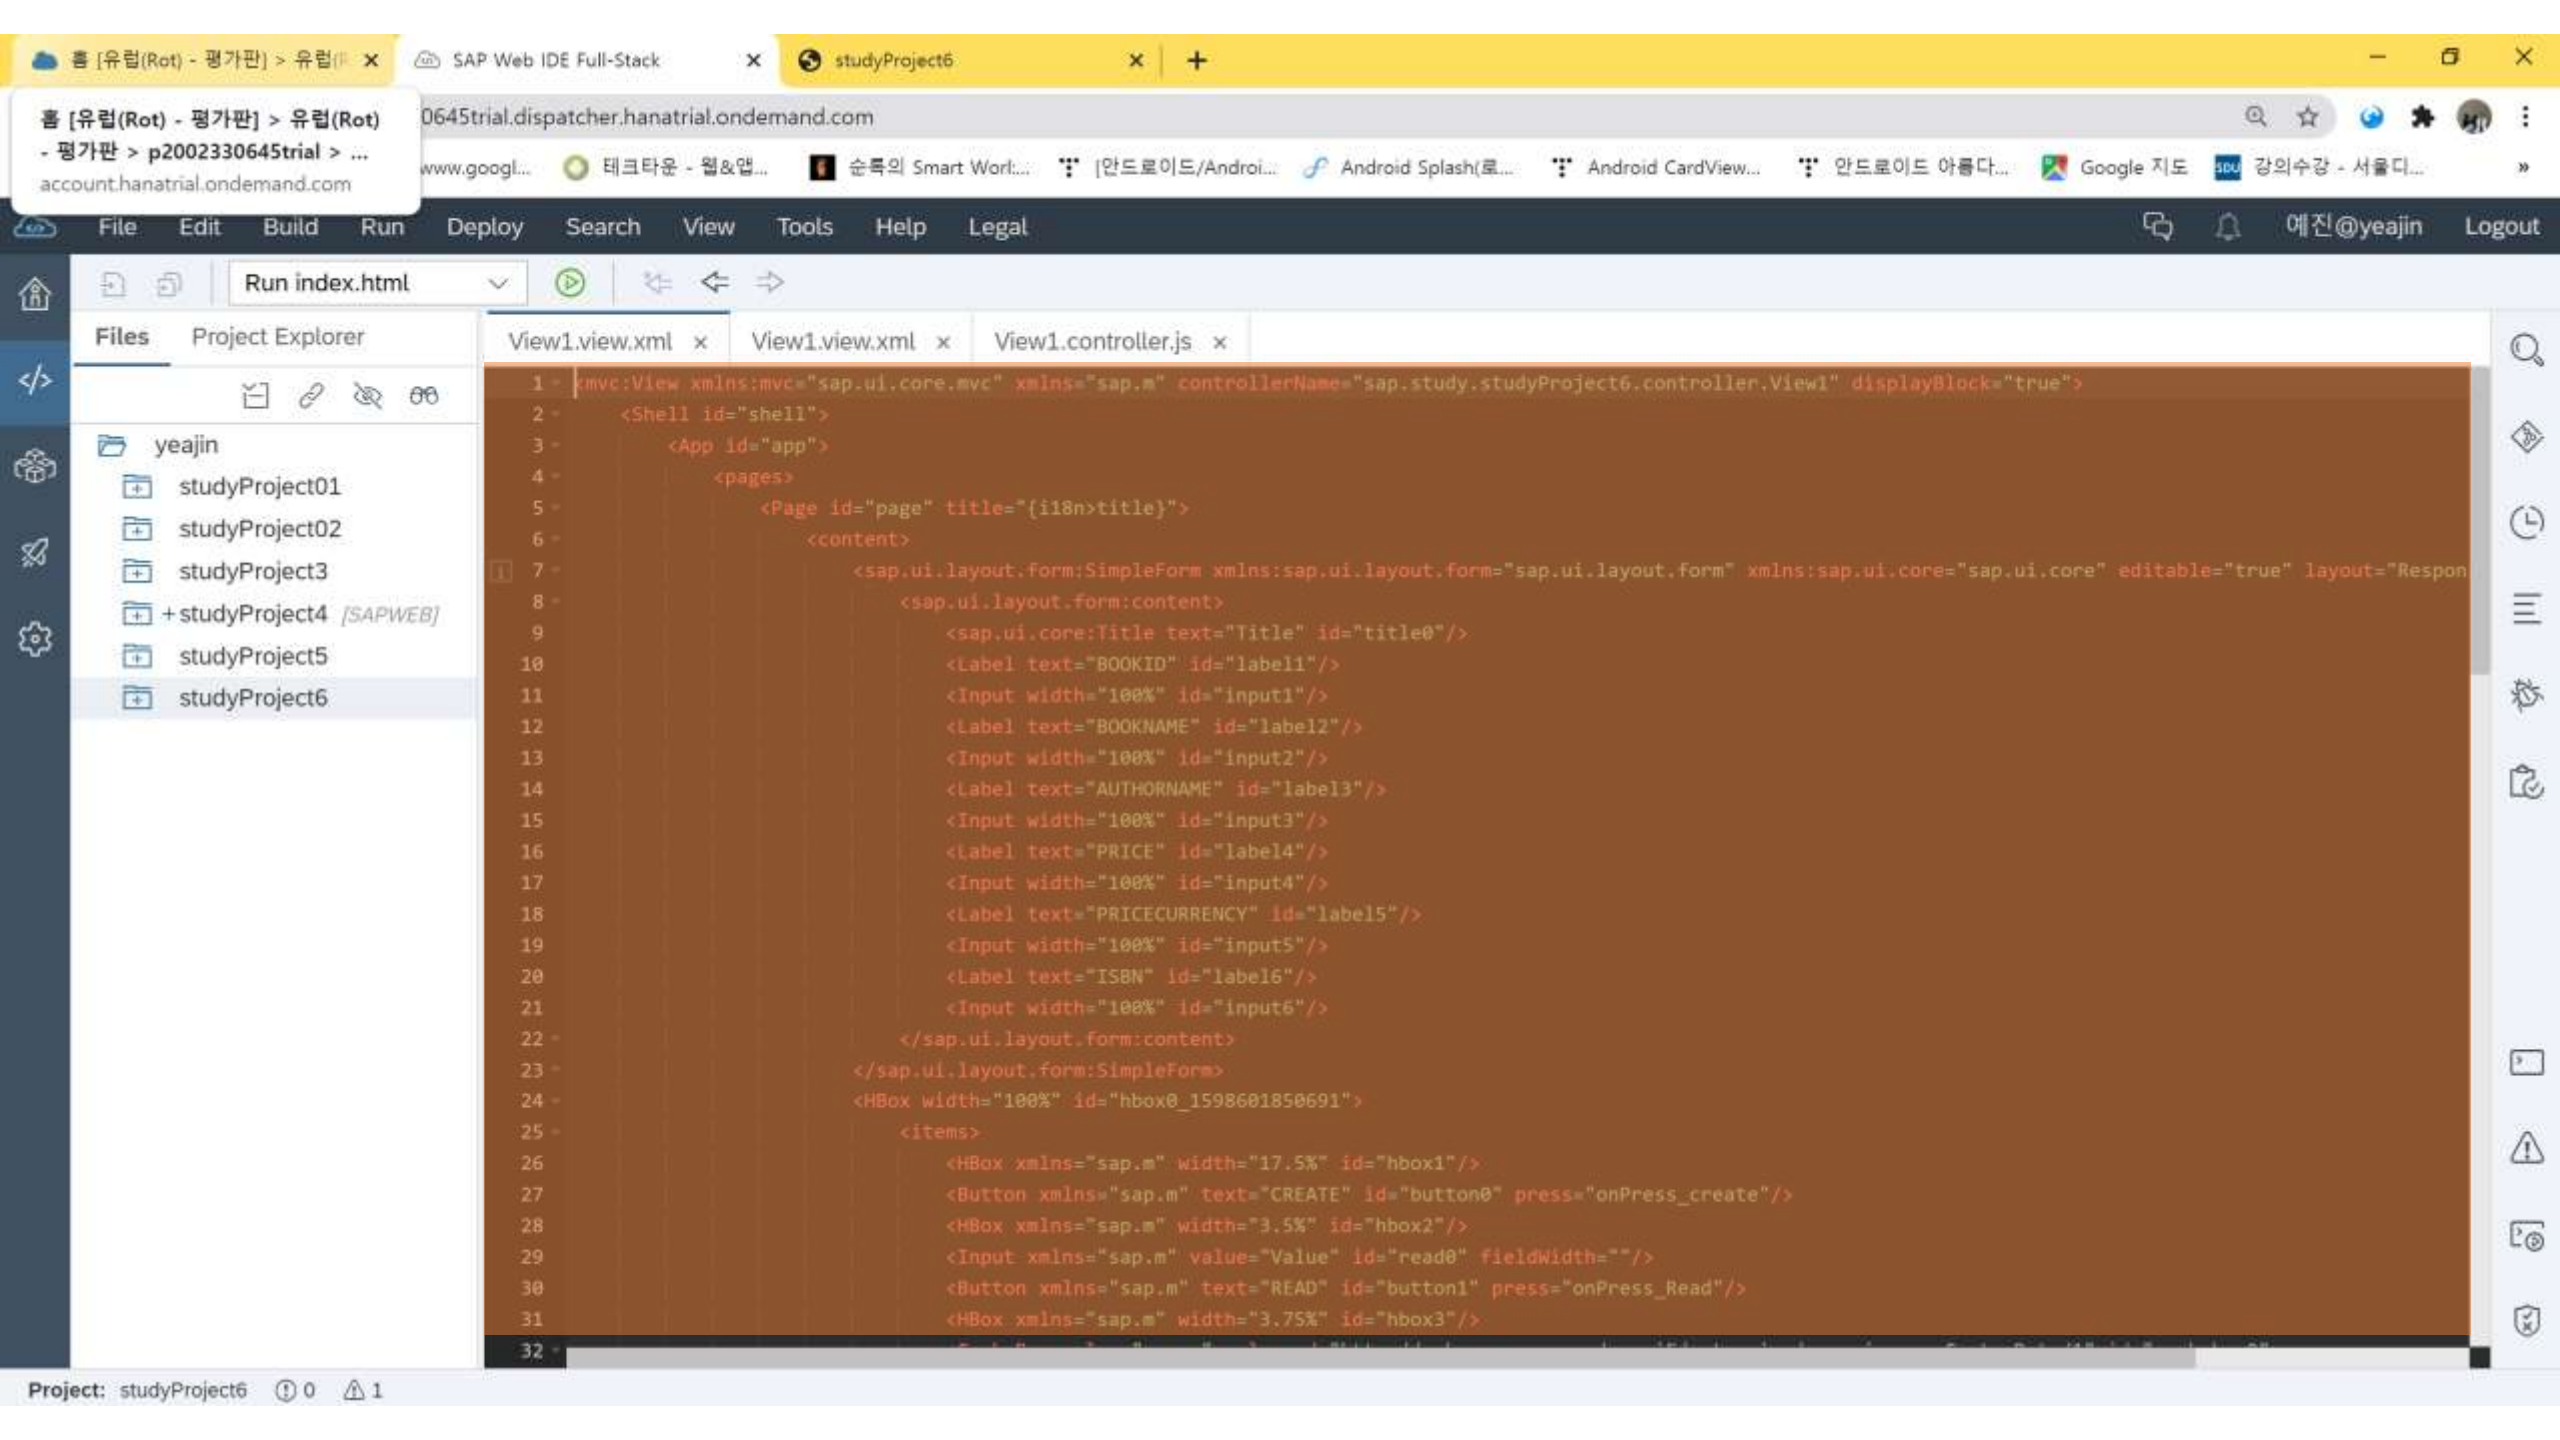 홈 [유럽(Rot) - 평가판] > 유럽(R
SAP Web IDE Full-Stack
studyProject6
홈 [유럽(Rot) - 평가판] > 유럽(Rot)
- 평가판 > p2002330645trial > ...
account.hanatrial.ondemand.com
0645trial.dispatcher.hanatrial.ondemand.com
www.googl...
테크타운 - 웹&앱...
순록의 Smart Worl:...
[안드로이드/Androi...
Android Splash(로...
Android CardView...
안드로이드 아름다...
Google 지도
SDU 강의수강 - 서울디...
File Edit Build Run Deploy Search View Tools Help Legal
예진@yeajin Logout
Run index.html
Files Project Explorer
View1.view.xml × View1.view.xml × View1.controller.js ×
yeajin
studyProject01
studyProject02
studyProject3
+ studyProject4 [SAPWEB]
studyProject5
studyProject6
1 <mvc:View xmlns:mvc="sap.ui.core.mvc" xmlns="sap.m" controllerName="sap.study.studyProject6.controller.View1" displayBlock="true">
2 <Shell id="shell">
3 <App id="app">
4 <pages>
5 <Page id="page" title="{i18n>title}">
6 <content>
7 <sap.ui.layout.form:SimpleForm xmlns:sap.ui.layout.form="sap.ui.layout.form" xmlns:sap.ui.core="sap.ui.core" editable="true" layout="Respon
8 <sap.ui.layout.form:content>
9 <sap.ui.core:Title text="Title" id="title0"/>
10 <Label text="BOOKID" id="label1"/>
11 <Input width="100%" id="input1"/>
12 <Label text="BOOKNAME" id="label2"/>
13 <Input width="100%" id="input2"/>
14 <Label text="AUTHORNAME" id="label3"/>
15 <Input width="100%" id="input3"/>
16 <Label text="PRICE" id="label4"/>
17 <Input width="100%" id="input4"/>
18 <Label text="PRICECURRENCY" id="label5"/>
19 <Input width="100%" id="input5"/>
20 <Label text="ISBN" id="label6"/>
21 <Input width="100%" id="input6"/>
22 </sap.ui.layout.form:content>
23 </sap.ui.layout.form:SimpleForm>
24 <HBox width="100%" id="hbox0_1598601850691">
25 <items>
26 <HBox xmlns="sap.m" width="17.5%" id="hbox1"/>
27 <Button xmlns="sap.m" text="CREATE" id="button0" press="onPress_create"/>
28 <HBox xmlns="sap.m" width="3.5%" id="hbox2"/>
29 <Input xmlns="sap.m" value="Value" id="read0" fieldWidth=""/>
30 <Button xmlns="sap.m" text="READ" id="button1" press="onPress_Read"/>
31 <HBox xmlns="sap.m" width="3.75%" id="hbox3"/>
32
Project: studyProject6 0 1